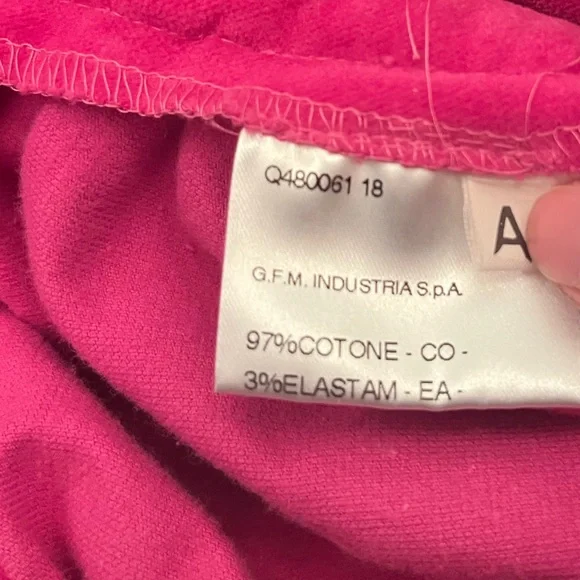 Q480061 18
A
G.F.M. INDUSTRIA S.p.A.
97%COTONE - CO -
3%ELASTAM - EA -